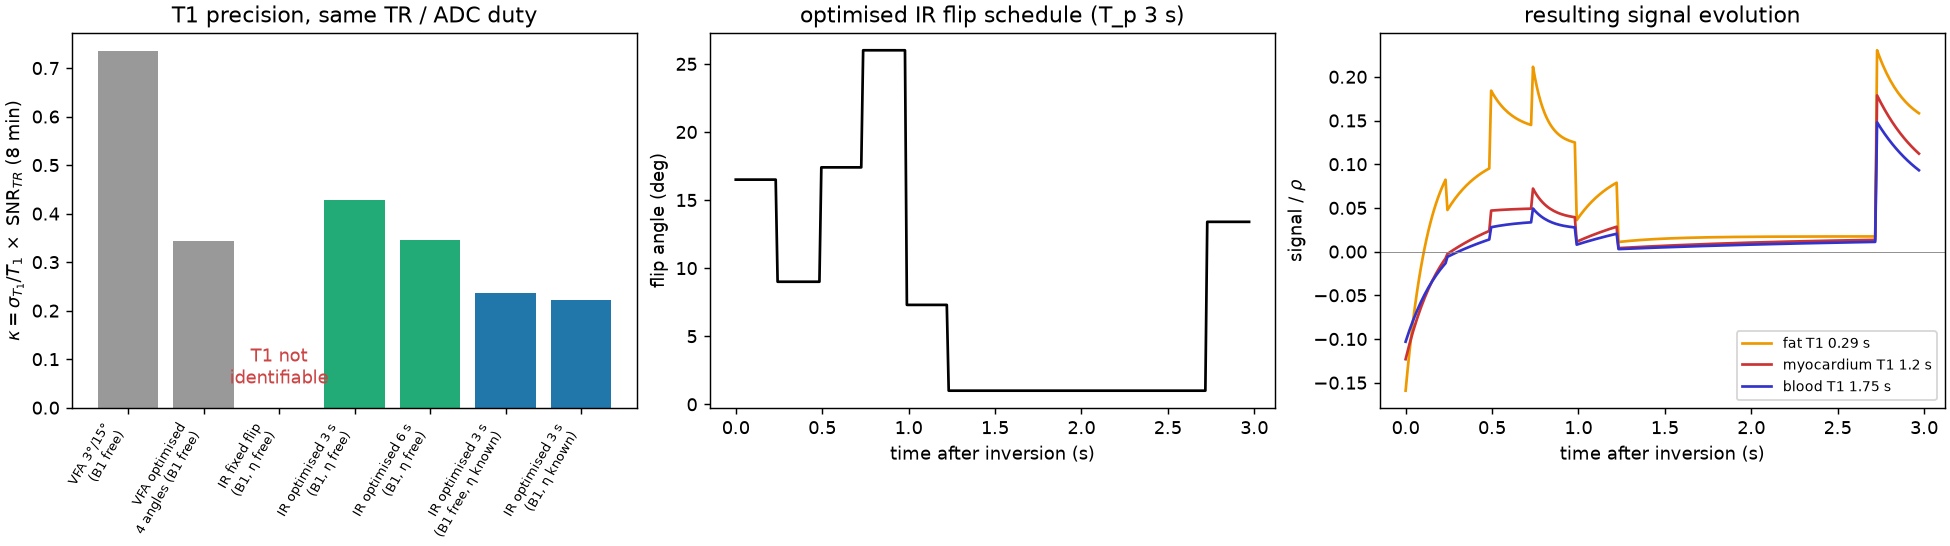 T1 precision, same TR / ADC duty
κ = σ_{T₁}/T₁ × SNR_{TR} (8 min)
0.7
0.6
0.5
0.4
0.3
0.2
0.1
0.0
T1 not
identifiable
VFA 3°/15°
(B1 free)
VFA optimised
4 angles (B1 free)
IR fixed flip
(B1, η free)
IR optimised 3 s
(B1, η free)
IR optimised 6 s
(B1, η free)
IR optimised 3 s
(B1 free, η known)
IR optimised 3 s
(B1, η known)
optimised IR flip schedule (T_p 3 s)
flip angle (deg)
25
20
15
10
5
0
0.0 0.5 1.0 1.5 2.0 2.5 3.0
time after inversion (s)
resulting signal evolution
signal / ρ
0.20
0.15
0.10
0.05
0.00
−0.05
−0.10
−0.15
fat T1 0.29 s
myocardium T1 1.2 s
blood T1 1.75 s
0.0 0.5 1.0 1.5 2.0 2.5 3.0
time after inversion (s)